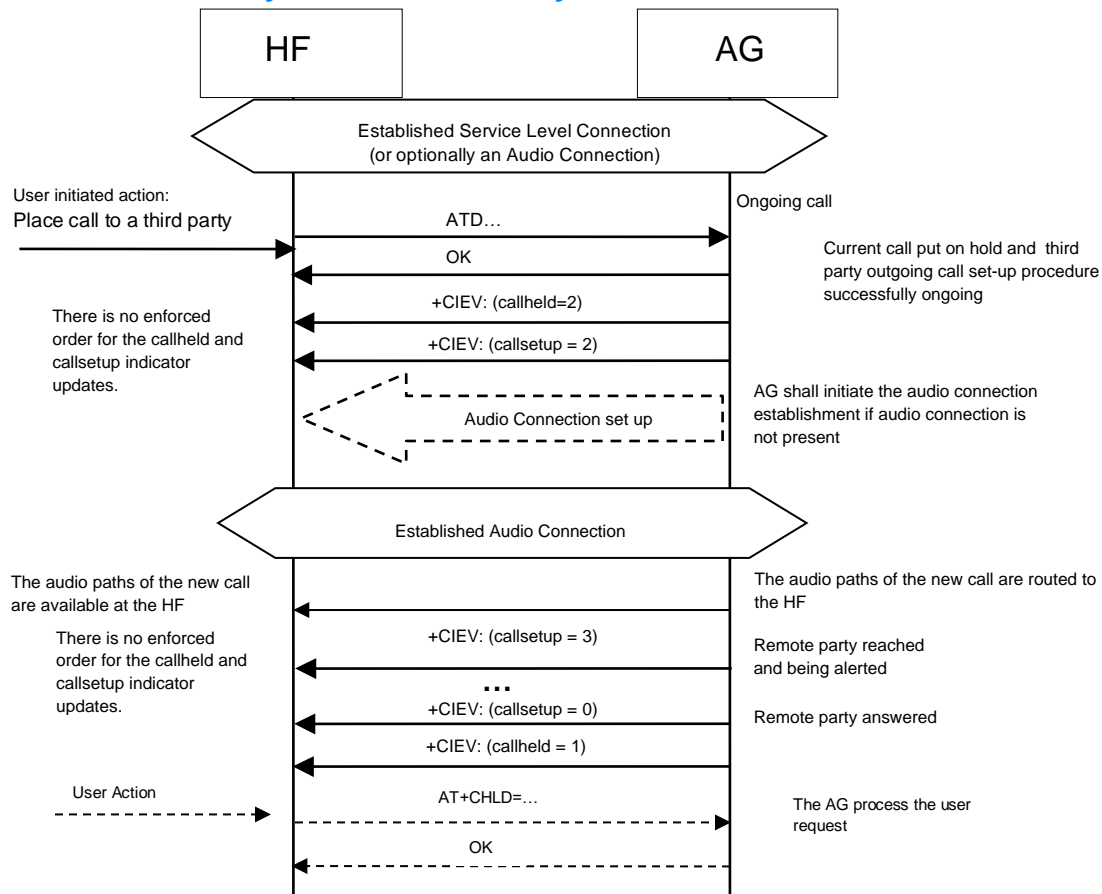 HF
AG
Established Service Level Connection
(or optionally an Audio Connection)
User initiated action:
Place call to a third party
Ongoing call
ATD…
OK
Current call put on hold and third
party outgoing call set-up procedure
successfully ongoing
+CIEV: (callheld=2)
There is no enforced
order for the callheld and
callsetup indicator
updates.
+CIEV: (callsetup = 2)
Audio Connection set up
AG shall initiate the audio connection
establishment if audio connection is
not present
Established Audio Connection
The audio paths of the new call
are available at the HF
The audio paths of the new call are routed to
the HF
There is no enforced
order for the callheld and
callsetup indicator
updates.
+CIEV: (callsetup = 3)
Remote party reached
and being alerted
…
+CIEV: (callsetup = 0)
Remote party answered
+CIEV: (callheld = 1)
User Action
AT+CHLD=…
The AG process the user
request
OK